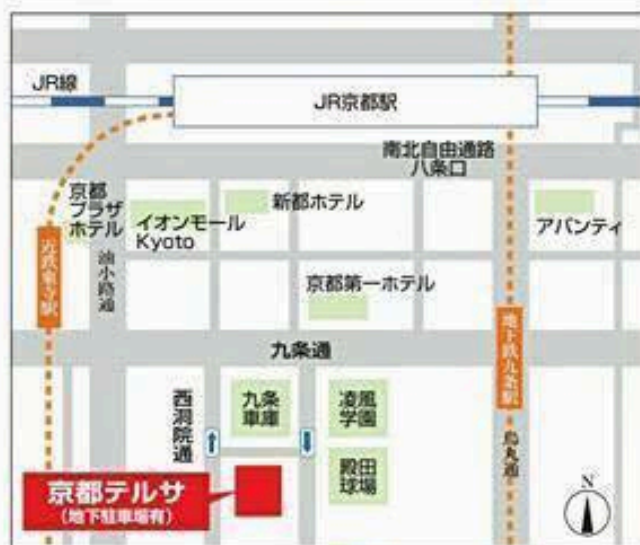 JR線
JR京都駅
南北自由通路
八条口
京都
プラザ
ホテル
イオンモール
Kyoto
新都ホテル
アバンティ
近鉄東寺駅
油小路通
京都第一ホテル
地下鉄九条駅
九条通
西洞院通
九条
車庫
凌風
学園
烏丸通
殿田
球場
京都テルサ
(地下駐車場有)
N